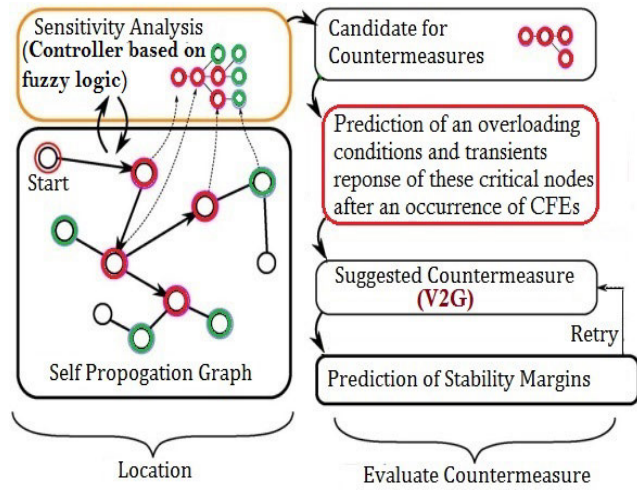 Sensitivity Analysis
(Controller based on
fuzzy logic)
Start
Self Propogation Graph
Location
Candidate for
Countermeasures
Prediction of an overloading
conditions and transients
reponse of these critical nodes
after an occurrence of CFEs
Suggested Countermeasure
(V2G)
Retry
Prediction of Stability Margins
Evaluate Countermeasure